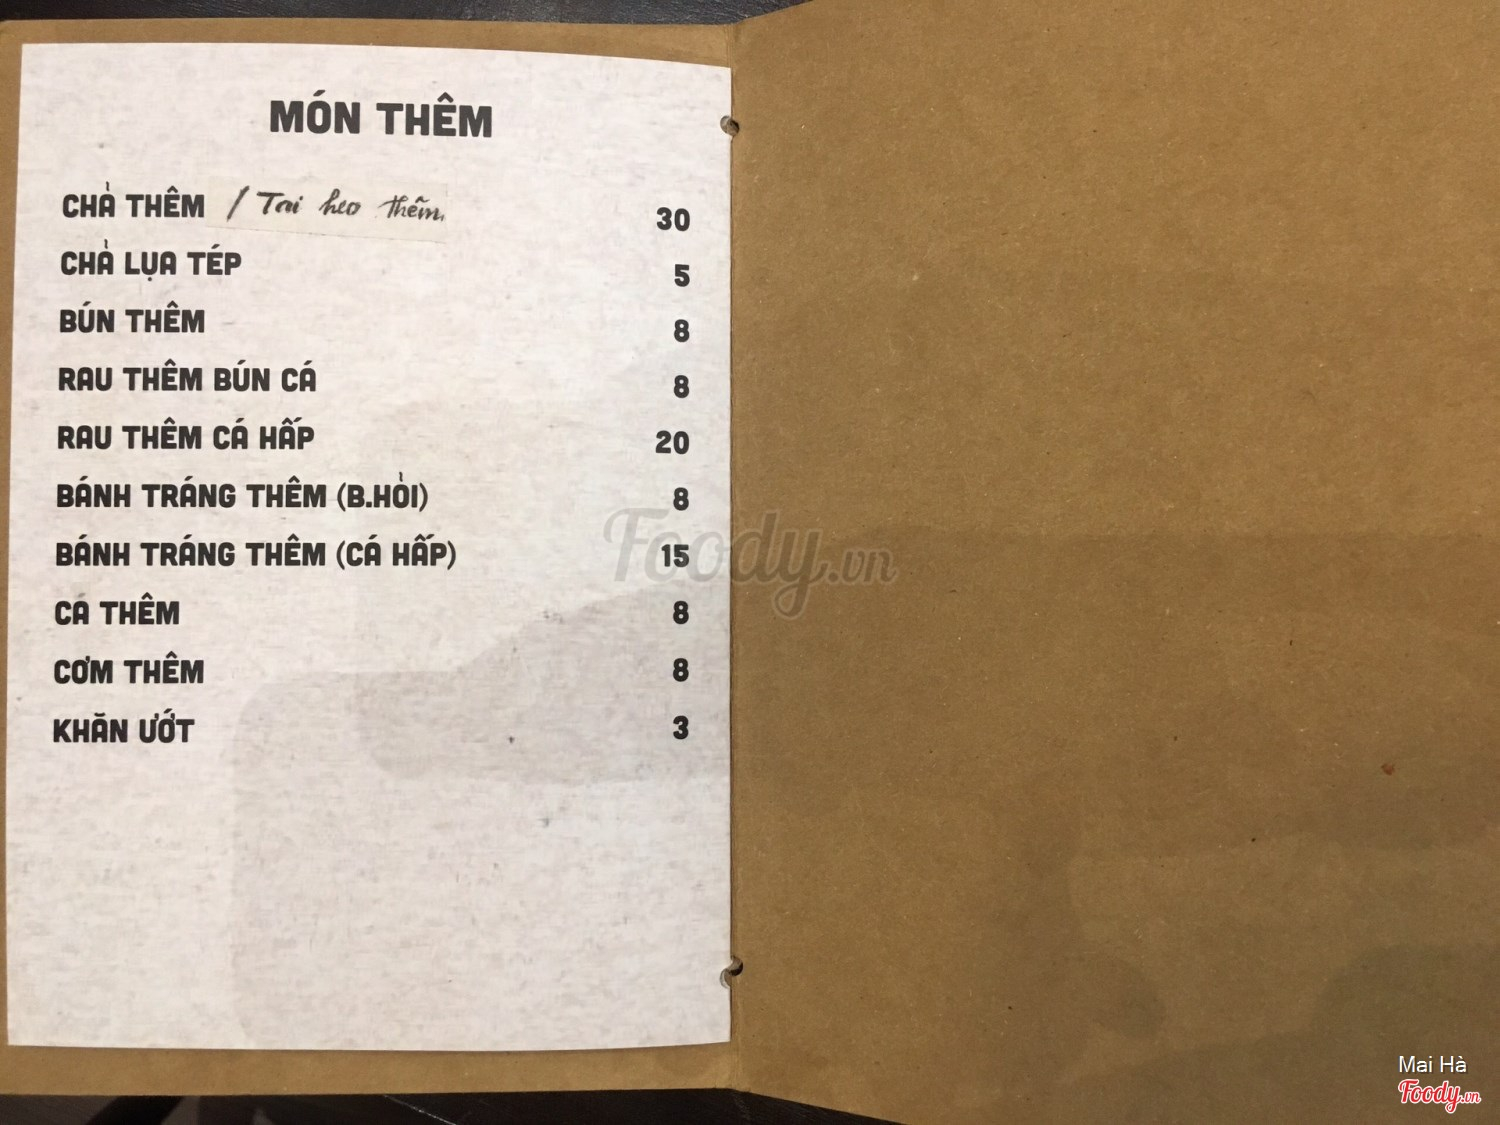 MÓN THÊM
CHẢ THÊM / Tai heo thêm. 30
CHẢ LỤA TÉP 5
BÚN THÊM 8
RAU THÊM BÚN CÁ 8
RAU THÊM CÁ HẤP 20
BÁNH TRÁNG THÊM (B.HỎI) 8
BÁNH TRÁNG THÊM (CÁ HẤP) 15
CÀ THÊM 8
CƠM THÊM 8
KHĂN ƯỚT 3
Foody.vn
Mai Hà
Foody.vn